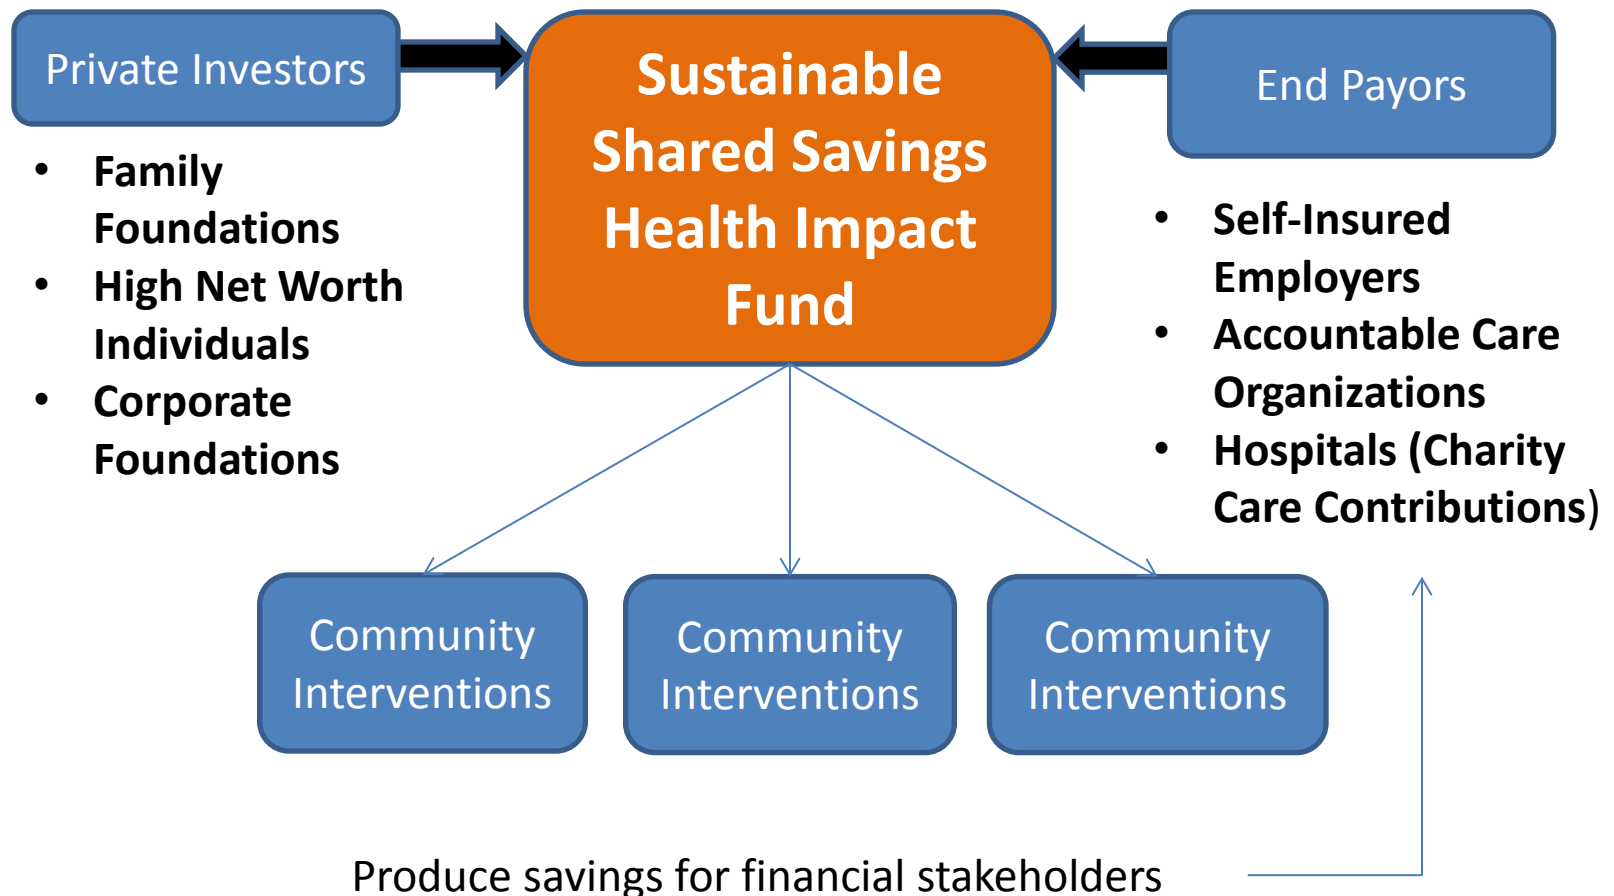 Private Investors
• Family
Foundations
• High Net Worth
Individuals
• Corporate
Foundations
Sustainable
Shared Savings
Health Impact
Fund
End Payors
• Self-Insured
Employers
• Accountable Care
Organizations
• Hospitals (Charity
Care Contributions)
Community
Interventions
Community
Interventions
Community
Interventions
Produce savings for financial stakeholders